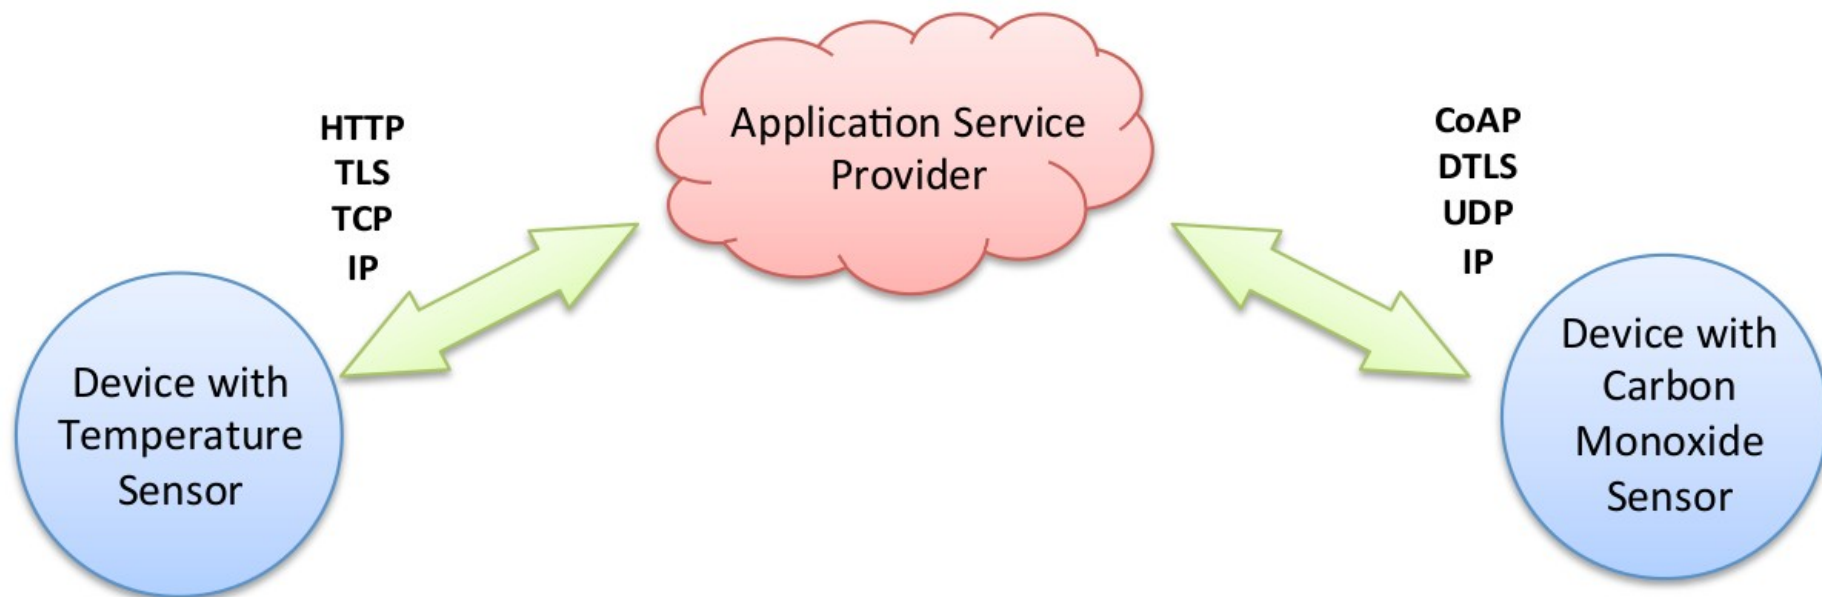 HTTP
TLS
TCP
IP
Application Service
Provider
CoAP
DTLS
UDP
IP
Device with
Temperature
Sensor
Device with
Carbon
Monoxide
Sensor